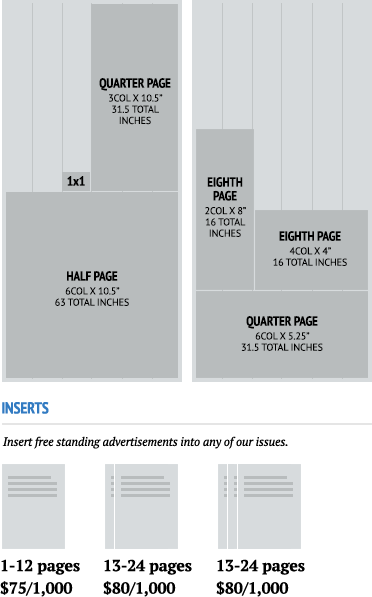 QUARTER PAGE
3COL X 10.5"
31.5 TOTAL
INCHES
1x1
HALF PAGE
6COL X 10.5"
63 TOTAL INCHES
EIGHTH
PAGE
2COL X 8"
16 TOTAL
INCHES
EIGHTH PAGE
4COL X 4"
16 TOTAL INCHES
QUARTER PAGE
6COL X 5.25"
31.5 TOTAL INCHES
INSERTS
Insert free standing advertisements into any of our issues.
1-12 pages
$75/1,000
13-24 pages
$80/1,000
13-24 pages
$80/1,000